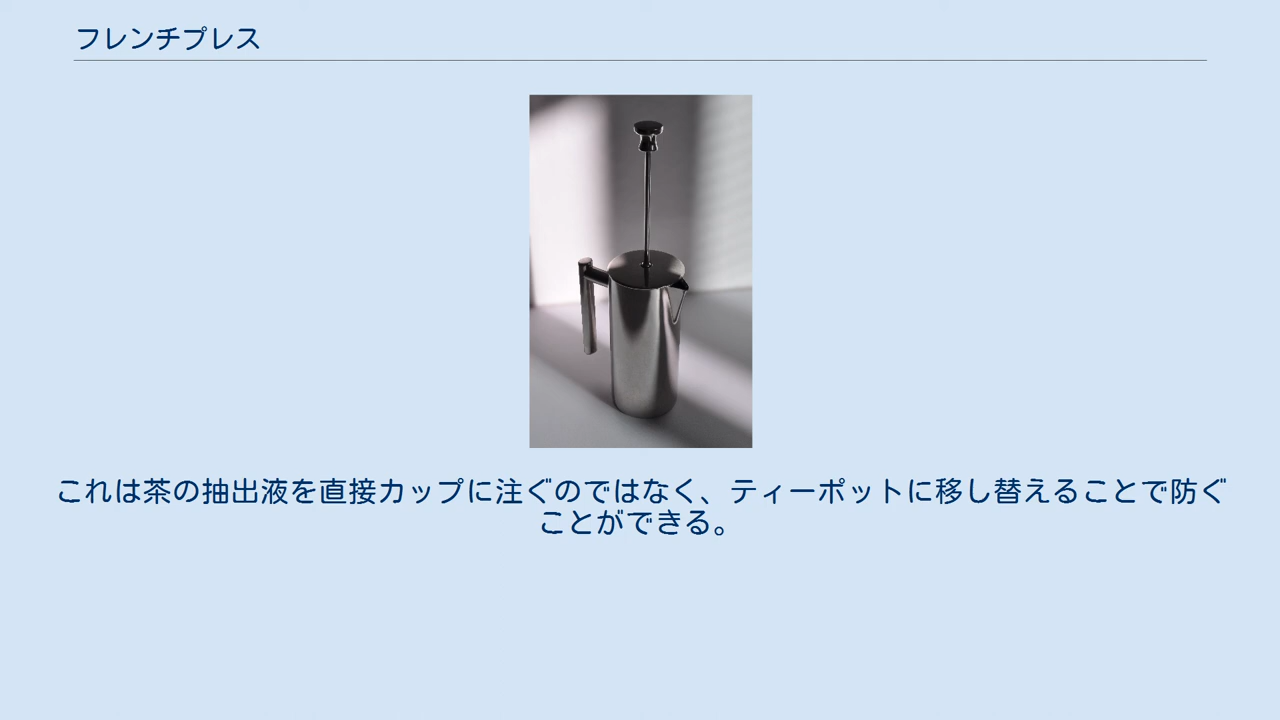 フレンチプレス
これは茶の抽出液を直接カップに注ぐのではなく、ティーポットに移し替えることで防ぐ
ことができる。